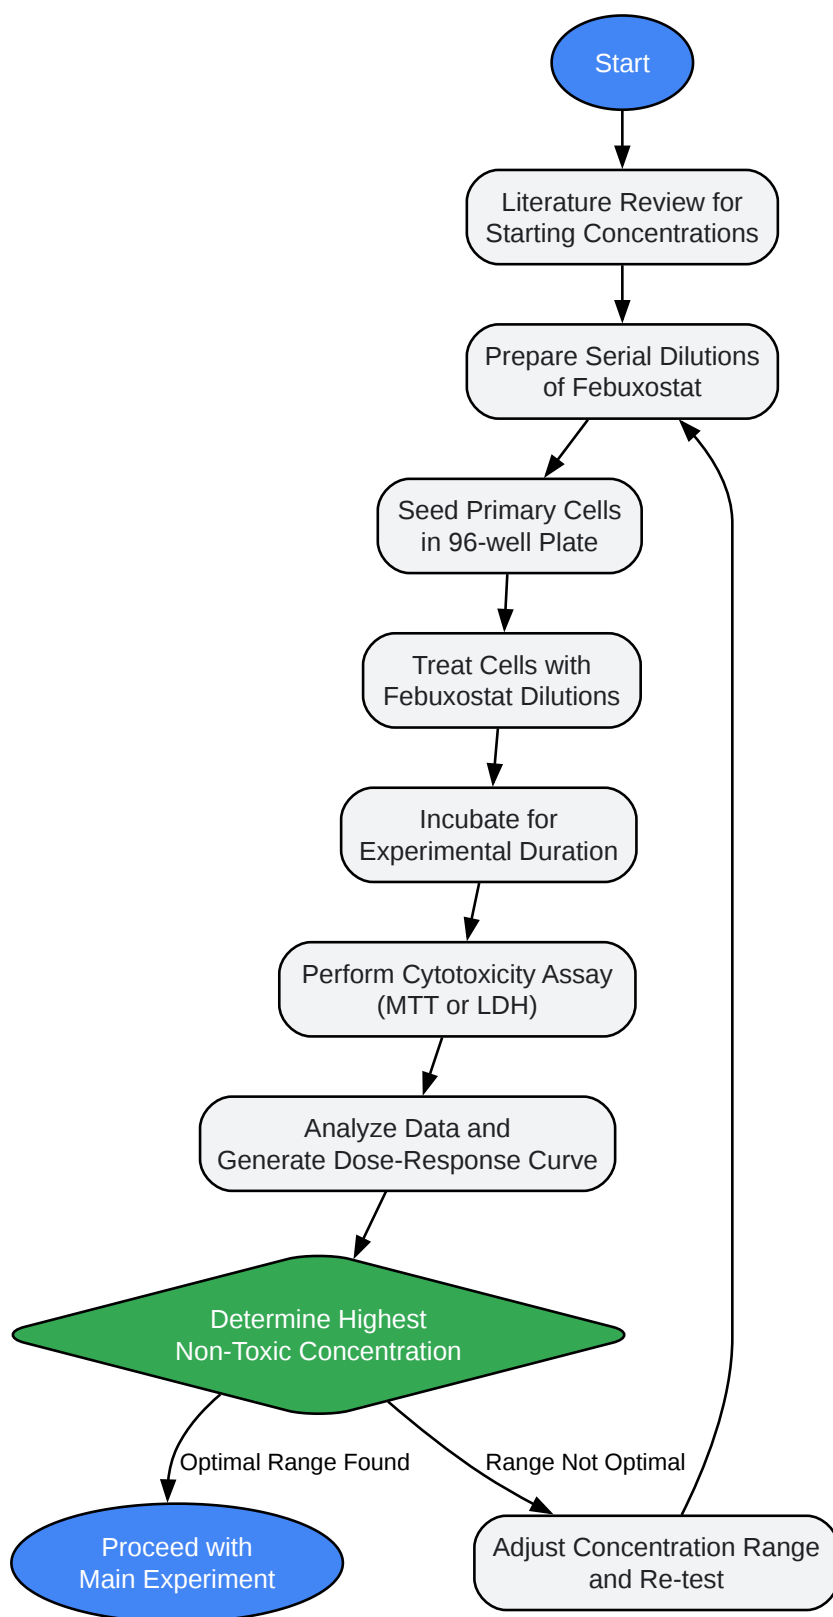 Start
Literature Review for
Starting Concentrations
Prepare Serial Dilutions
of Febuxostat
Seed Primary Cells
in 96-well Plate
Treat Cells with
Febuxostat Dilutions
Incubate for
Experimental Duration
Perform Cytotoxicity Assay
(MTT or LDH)
Analyze Data and
Generate Dose-Response Curve
Determine Highest
Non-Toxic Concentration
Optimal Range Found
Range Not Optimal
Proceed with
Main Experiment
Adjust Concentration Range
and Re-test